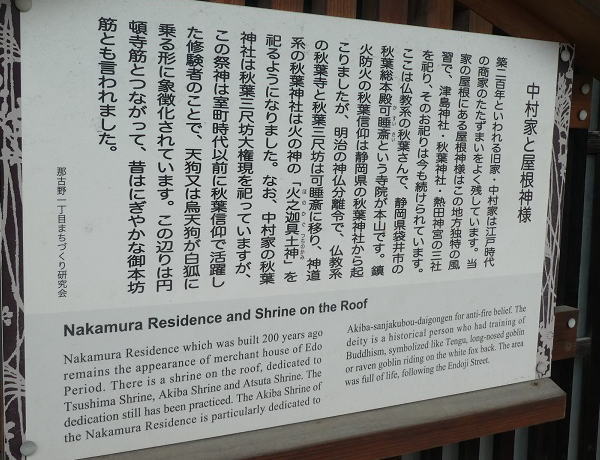 中村家と屋根神様
築二百年といわれる旧家・中村家は江戸時代
の商家のたたずまいをよく残しています。当
家の屋根にある屋根神様はこの地方独特の風
習で、津島神社・秋葉神社・熱田神宮の三社
を祀り、そのお祀りは今も続けられています。
ここは仏教系の秋葉さんで、静岡県袋井市の
秋葉総本殿可睡斎という寺院が本山です。鎮
火防火の秋葉信仰は静岡県の秋葉神社から起
こりましたが、明治の神仏分離令で、仏教系
の秋葉寺と秋葉三尺坊は可睡斎に移り、神道
系の秋葉神社は火の神の「火之迦具土神」を
祀るようになりました。なお、中村家の秋葉
神社は秋葉三尺坊大権現を祀っていますが、
この祭神は室町時代以前に秋葉信仰で活躍し
た修験者のことで、天狗又は烏天狗が白狐に
乗る形に象徴化されています。この辺りは円
頓寺筋とつながって、昔はにぎやかな御本坊
筋とも言われました。
那古野一丁目まちづくり研究会
Nakamura Residence and Shrine on the Roof
Nakamura Residence which was built 200 years ago
remains the appearance of merchant house of Edo
Period. There is a shrine on the roof, dedicated to
Tsushima Shrine, Akiba Shrine and Atsuta Shrine. The
dedication still has been practiced. The Akiba Shrine of
the Nakamura Residence is particularly dedicated to
Akiba-sanjakubou-daigongen for anti-fire belief. The
deity is a historical person who had training of
Buddhism, symbolized like Tengu, long-nosed goblin
or raven goblin riding on the white fox back. The area
was full of life, following the Endoji Street.